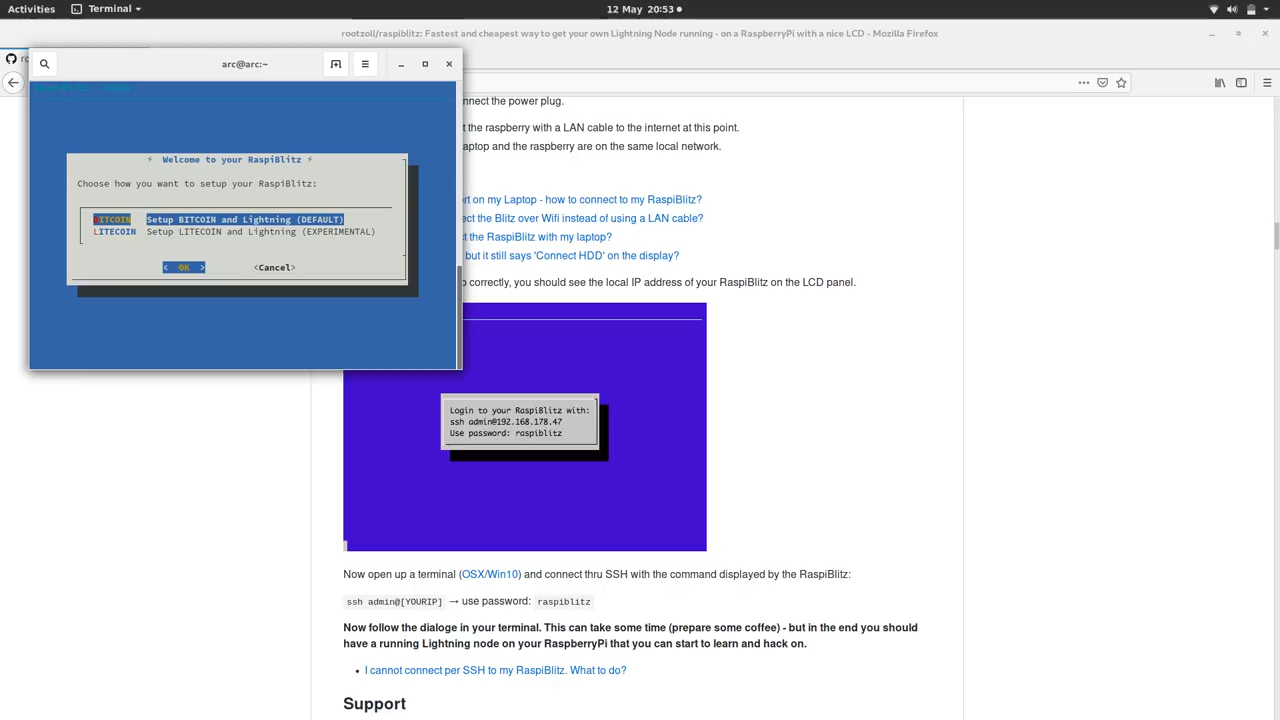 Activities
Terminal
12 May 20:53
rootzoll/raspiblitz: Fastest and cheapest way to get your own Lightning Node running - on a RaspberryPi with a nice LCD - Mozilla Firefox
arc@arc:~
⚡ Welcome to your RaspiBlitz ⚡
Choose how you want to setup your RaspiBlitz:
BITCOIN Setup BITCOIN and Lightning (DEFAULT)
LITECOIN Setup LITECOIN and Lightning (EXPERIMENTAL)
< OK >
<Cancel>
nnect the power plug.
t the raspberry with a LAN cable to the internet at this point.
aptop and the raspberry are on the same local network.
rt on my Laptop - how to connect to my RaspiBlitz?
ct the Blitz over Wifi instead of using a LAN cable?
ct the RaspiBlitz with my laptop?
but it still says 'Connect HDD' on the display?
p correctly, you should see the local IP address of your RaspiBlitz on the LCD panel.
Login to your RaspiBlitz with:
ssh admin@192.168.178.47
Use password: raspiblitz
Now open up a terminal (OSX/Win10) and connect thru SSH with the command displayed by the RaspiBlitz:
ssh admin@[YOURIP] → use password: raspiblitz
Now follow the dialoge in your terminal. This can take some time (prepare some coffee) - but in the end you should
have a running Lightning node on your RaspberryPi that you can start to learn and hack on.
• I cannot connect per SSH to my RaspiBlitz. What to do?
Support